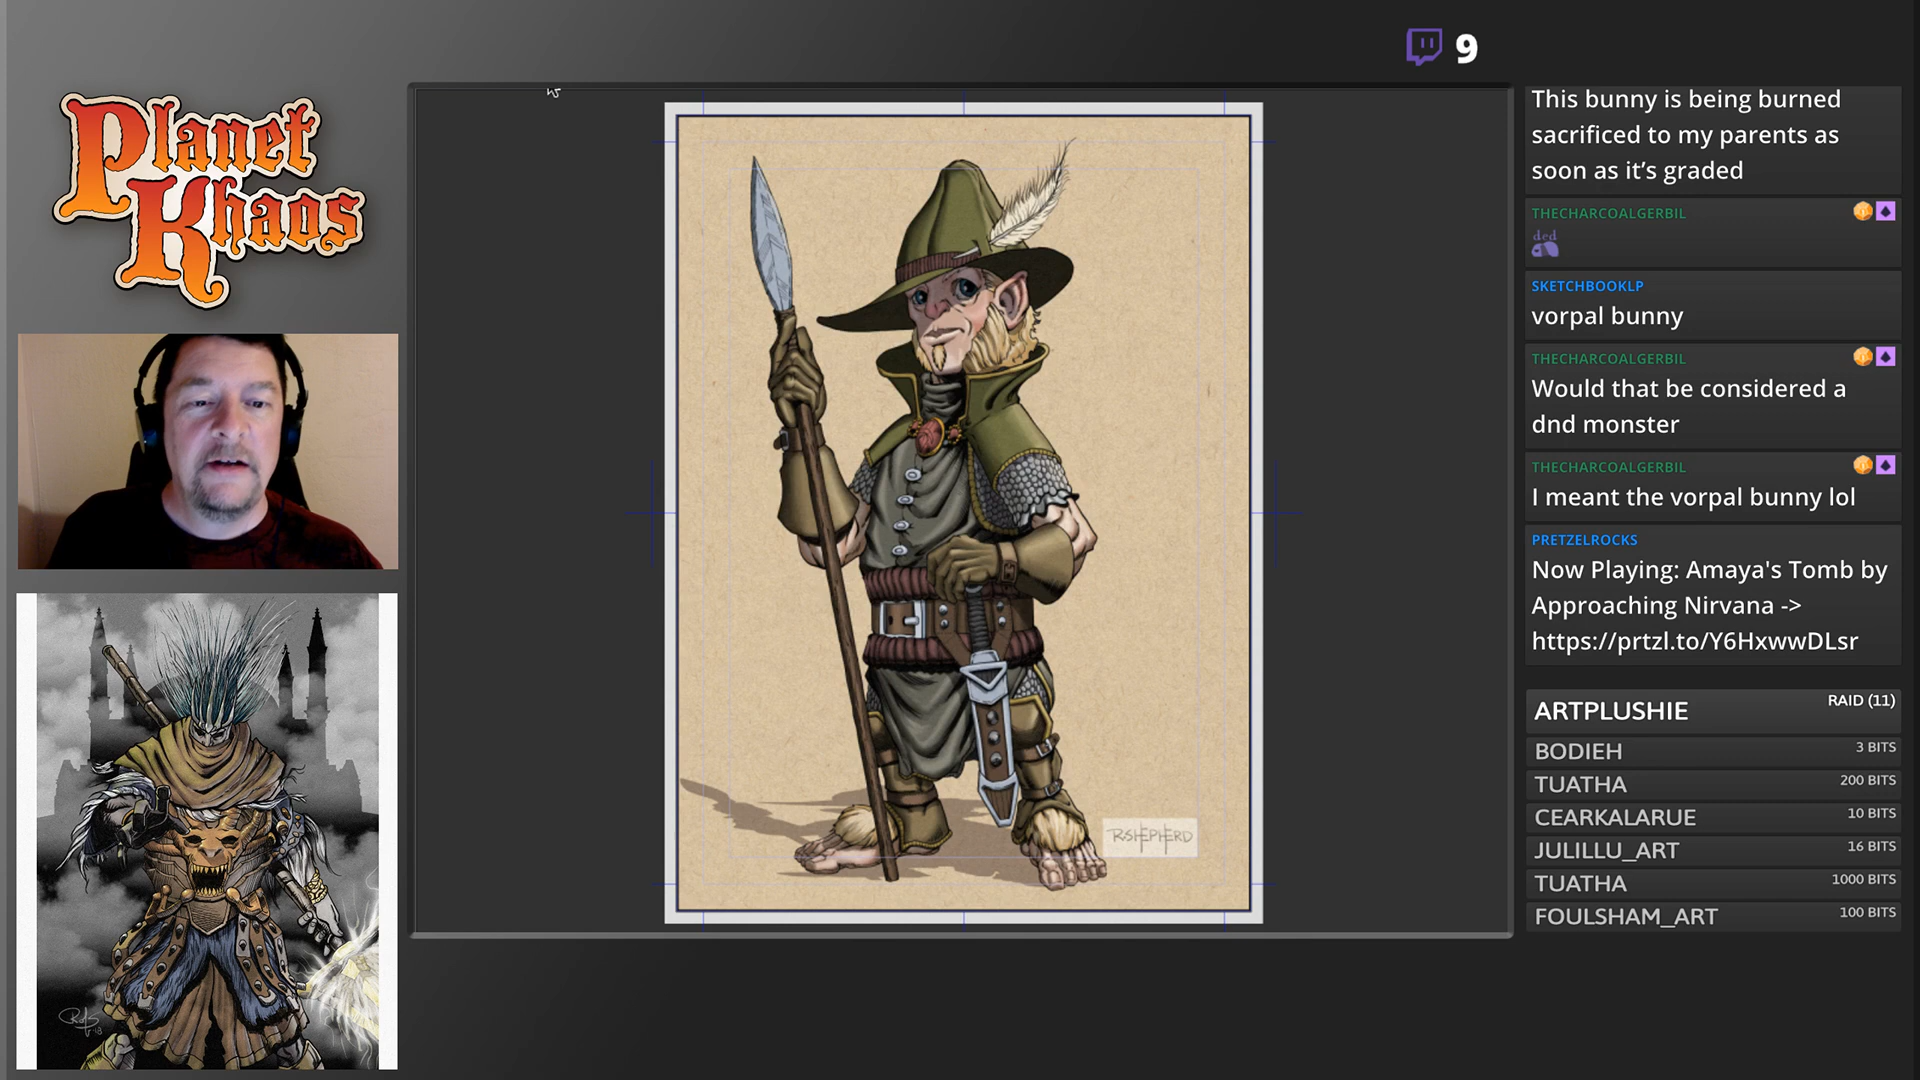 9
Planet
Khaos
This bunny is being burned
sacrificed to my parents as
soon as it’s graded
THECHARCOALGERBIL
ded
SKETCHBOOKLP
vorpal bunny
THECHARCOALGERBIL
Would that be considered a
dnd monster
THECHARCOALGERBIL
I meant the vorpal bunny lol
PRETZELROCKS
Now Playing: Amaya's Tomb by
Approaching Nirvana ->
https://prtzl.to/Y6HxwwDLsr
ARTPLUSHIE RAID (11)
BODIEH 3 BITS
TUATHA 200 BITS
CEARKALARUE 10 BITS
JULILLU_ART 16 BITS
TUATHA 1000 BITS
FOULSHAM_ART 100 BITS
R.SHEPHERD